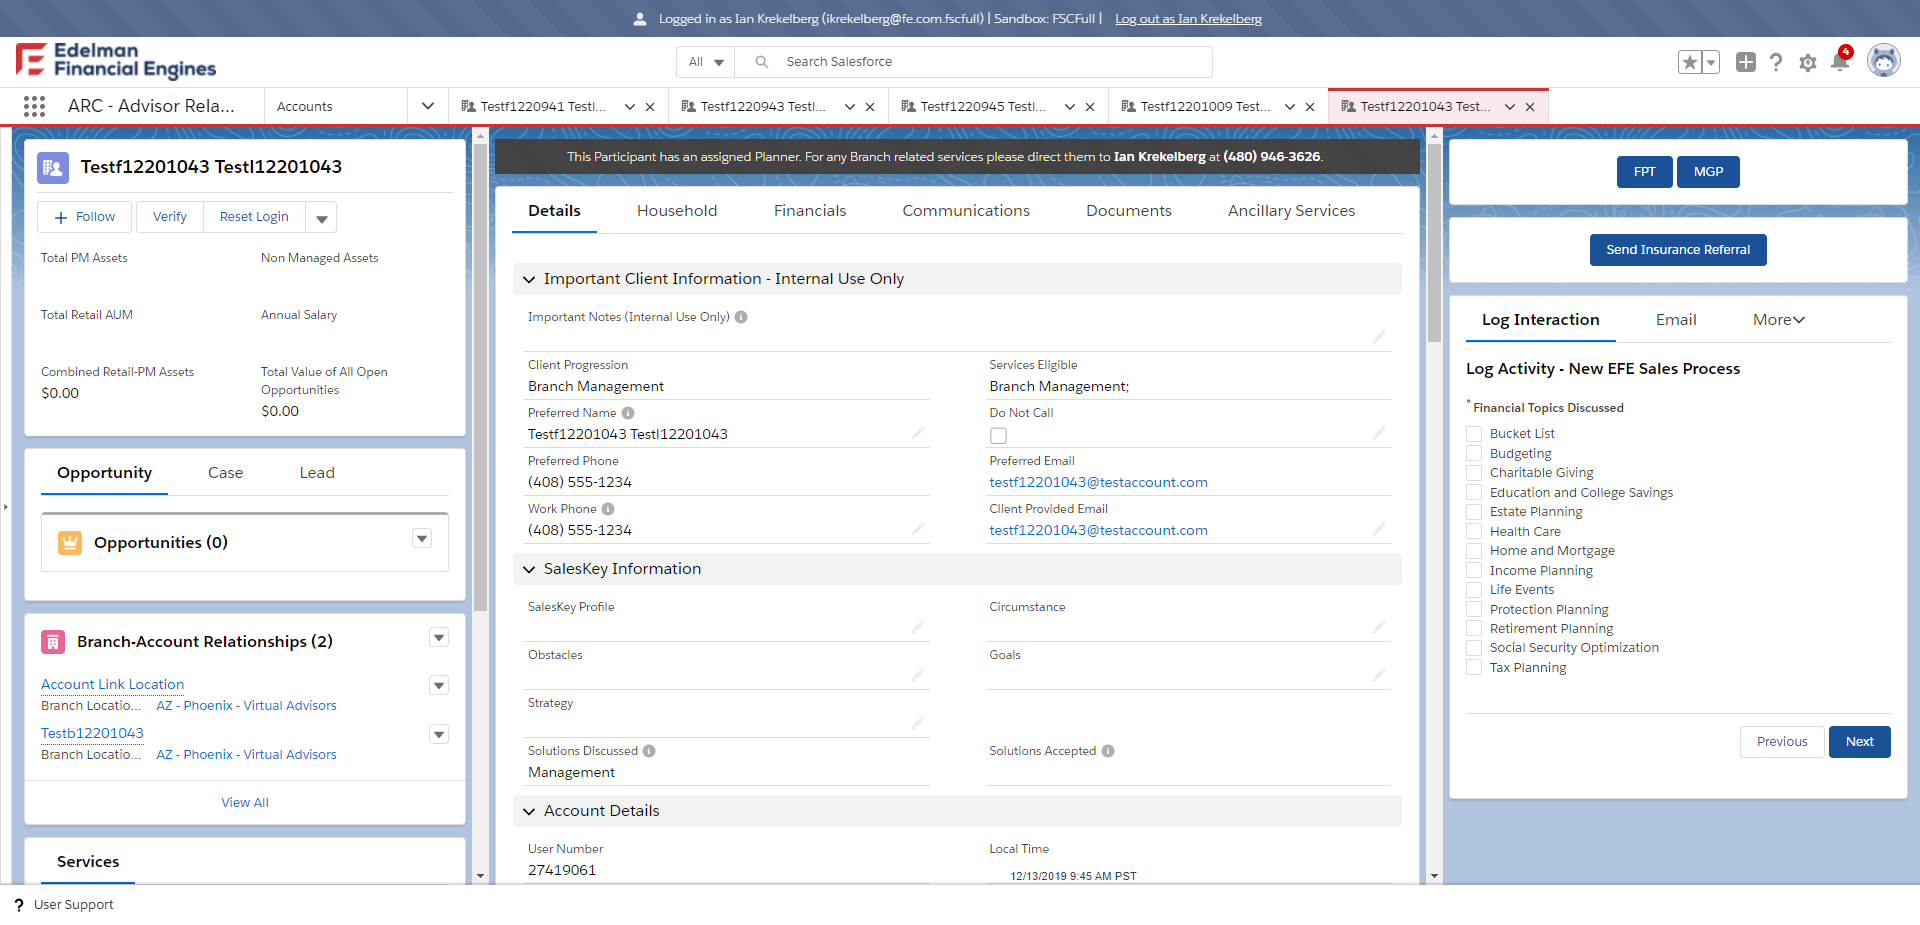 Logged in as Ian Krekelberg (ikrekelberg@fe.com.fscfull) | Sandbox: FSCFull | Log out as Ian Krekelberg
Edelman
Financial Engines
All
Search Salesforce
4
ARC - Advisor Rela...
Accounts
Testf1220941 Testl...
Testf1220943 Testl...
Testf1220945 Testl...
Testf12201009 Test...
Testf12201043 Test...
Testf12201043 Testl12201043
Follow
Verify
Reset Login
Total PM Assets
Non Managed Assets
Total Retail AUM
Annual Salary
Combined Retail-PM Assets
$0.00
Total Value of All Open
Opportunities
$0.00
Opportunity
Case
Lead
Opportunities (0)
Branch-Account Relationships (2)
Account Link Location
Branch Locatio... AZ - Phoenix - Virtual Advisors
Testb12201043
Branch Locatio... AZ - Phoenix - Virtual Advisors
View All
Services
This Participant has an assigned Planner. For any Branch related services please direct them to Ian Krekelberg at (480) 946-3626.
Details
Household
Financials
Communications
Documents
Ancillary Services
Important Client Information - Internal Use Only
Important Notes (Internal Use Only)
Client Progression
Branch Management
Services Eligible
Branch Management;
Preferred Name
Testf12201043 Testl12201043
Do Not Call
Preferred Phone
(408) 555-1234
Preferred Email
testf12201043@testaccount.com
Work Phone
(408) 555-1234
Client Provided Email
testf12201043@testaccount.com
SalesKey Information
SalesKey Profile
Circumstance
Obstacles
Goals
Strategy
Solutions Discussed
Management
Solutions Accepted
Account Details
User Number
27419061
Local Time
12/13/2019 9:45 AM PST
FPT
MGP
Send Insurance Referral
Log Interaction
Email
More
Log Activity - New EFE Sales Process
* Financial Topics Discussed
Bucket List
Budgeting
Charitable Giving
Education and College Savings
Estate Planning
Health Care
Home and Mortgage
Income Planning
Life Events
Protection Planning
Retirement Planning
Social Security Optimization
Tax Planning
Previous
Next
? User Support